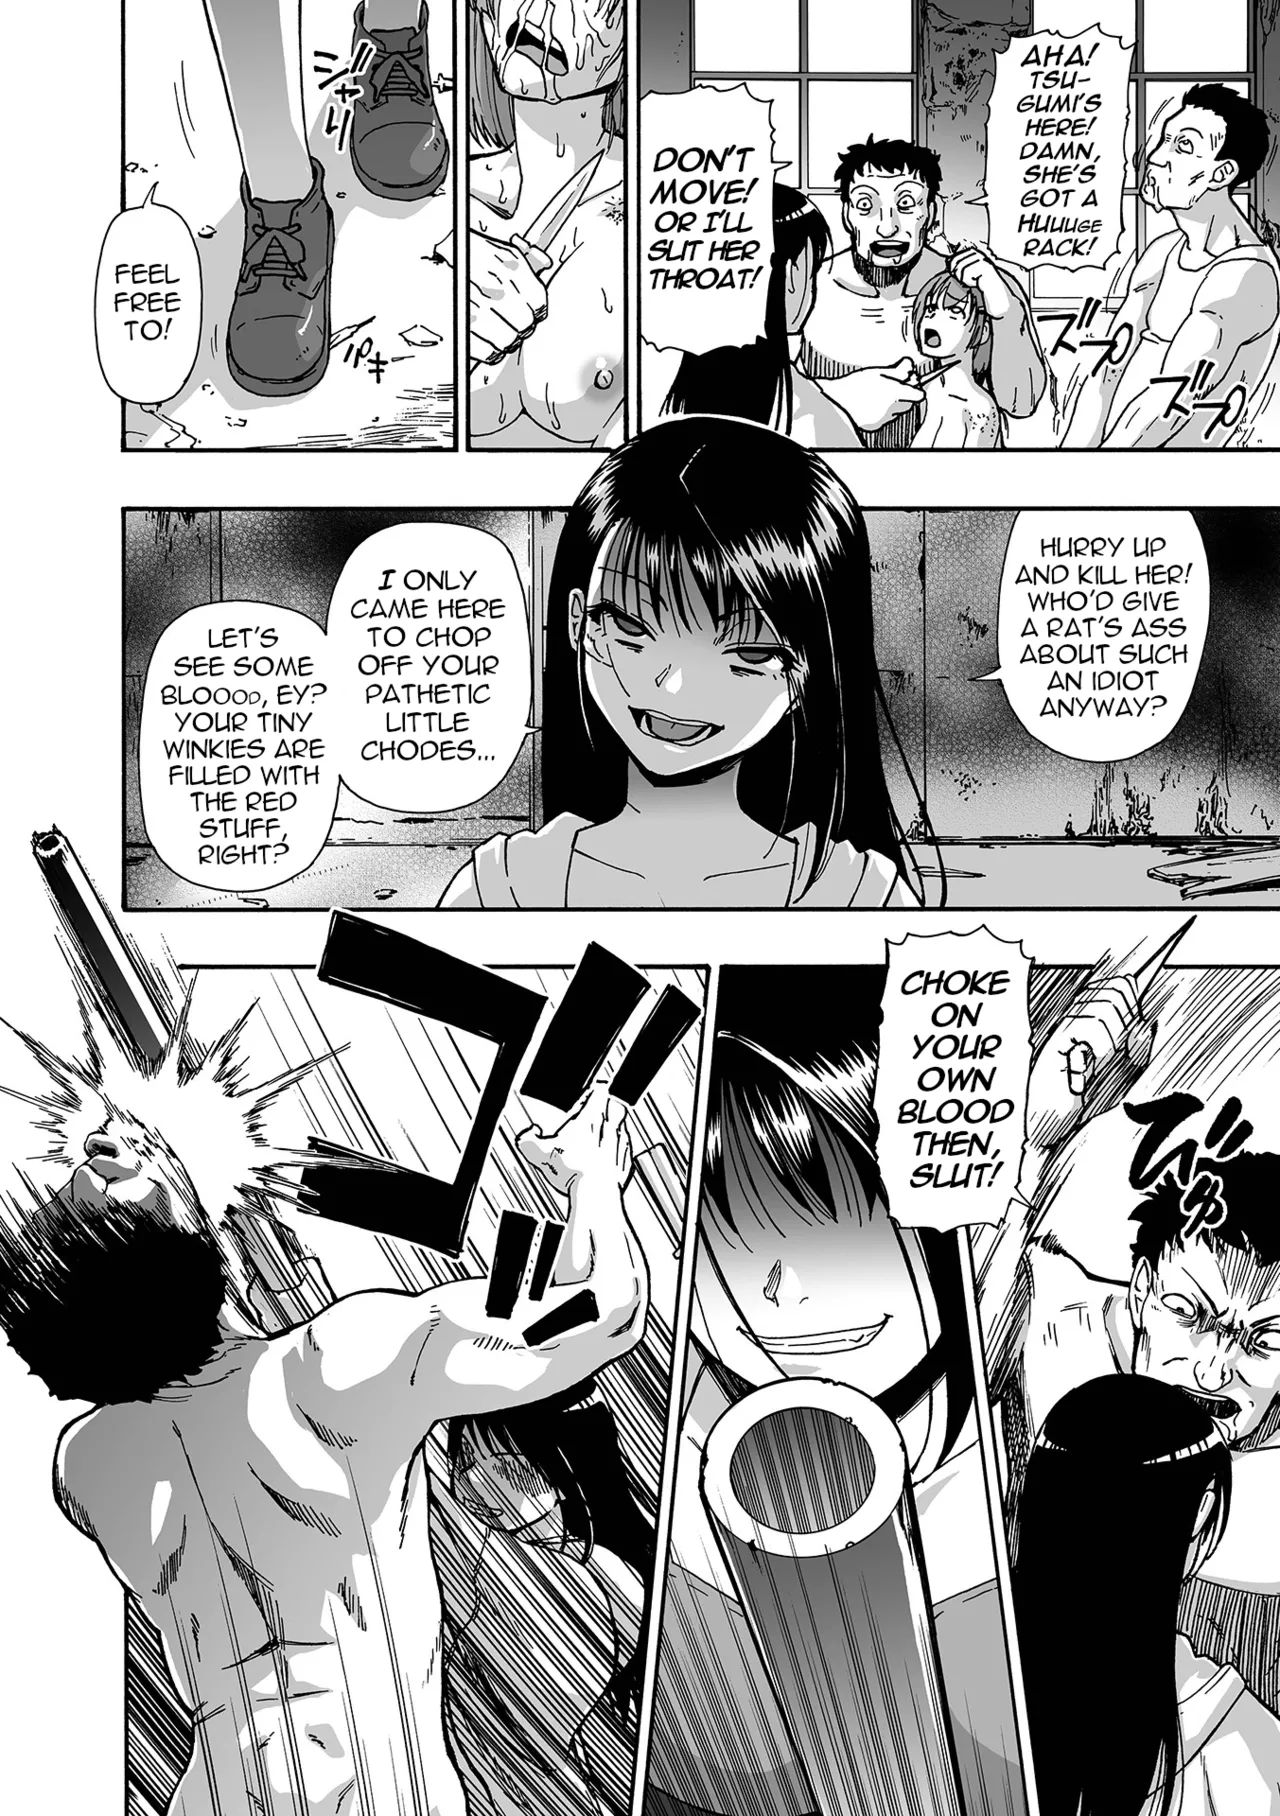 AHA!
TSU-
GUMI'S
HERE!
DAMN,
SHE'S
GOT A
HUUUGE
RACK!
ズプ
ズプ
DON'T
MOVE!
OR I'LL
SLIT HER
THROAT!
ジャリ
パキ
FEEL
FREE
TO!
HURRY UP
AND KILL HER!
WHO'D GIVE
A RAT'S ASS
ABOUT SUCH
AN IDIOT
ANYWAY?
I ONLY
CAME HERE
TO CHOP
OFF YOUR
PATHETIC
LITTLE
CHODES...
LET'S
SEE SOME
BLOOOD, EY?
YOUR TINY
WINKIES ARE
FILLED WITH
THE RED
STUFF,
RIGHT?
CHOKE
ON
YOUR
OWN
BLOOD
THEN,
SLUT!